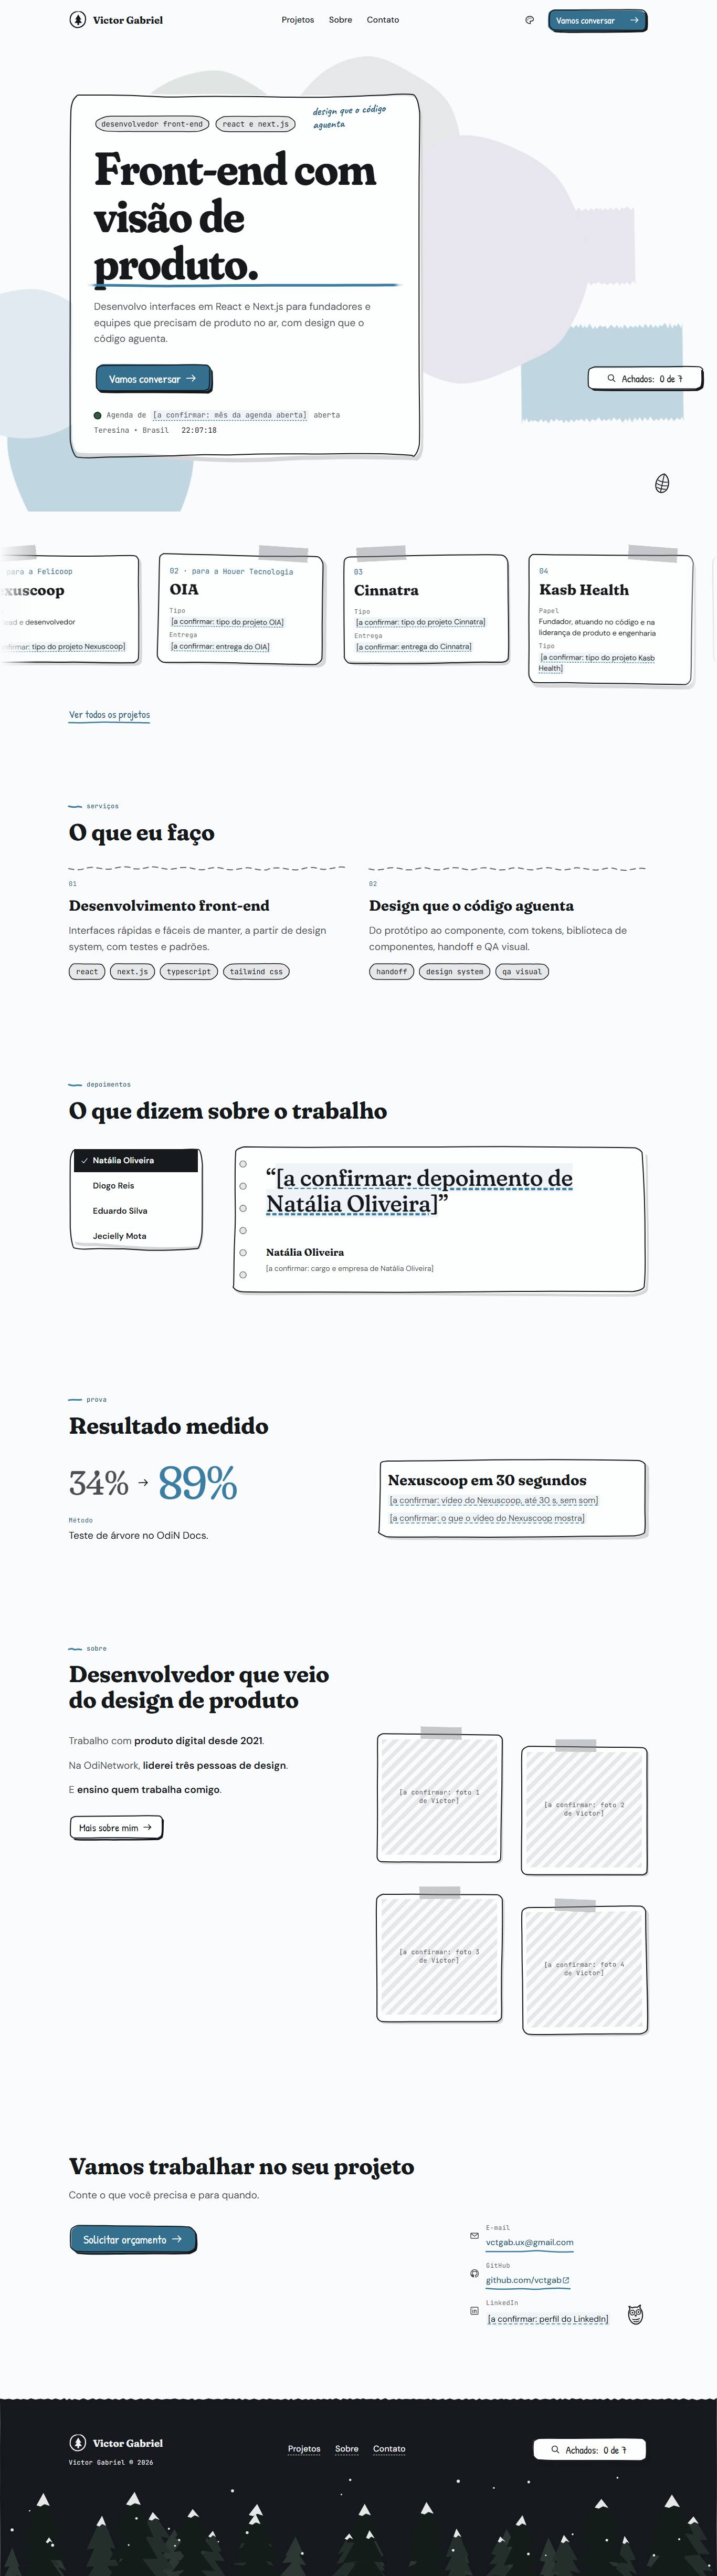 Victor Gabriel
Projetos Sobre Contato
Vamos conversar →
desenvolvedor front-end
react e next.js
design que o código
aguenta
Front-end com
visão de
produto.
Desenvolvo interfaces em React e Next.js para fundadores e
equipes que precisam de produto no ar, com design que o
código aguenta.
Vamos conversar →
Agenda de [a confirmar: mês da agenda aberta] aberta
Teresina • Brasil 22:07:18
Achados: 0 de 7
para a Felicoop
xuscoop
ead e desenvolvedor
nfirmar: tipo do projeto Nexuscoop]
02 · para a Houer Tecnologia
OIA
Tipo
[a confirmar: tipo do projeto OIA]
Entrega
[a confirmar: entrega do OIA]
03
Cinnatra
Tipo
[a confirmar: tipo do projeto Cinnatra]
Entrega
[a confirmar: entrega do Cinnatra]
04
Kasb Health
Papel
Fundador, atuando no código e na
liderança de produto e engenharia
Tipo
[a confirmar: tipo do projeto Kasb
Health]
Ver todos os projetos
serviços
O que eu faço
01
Desenvolvimento front-end
Interfaces rápidas e fáceis de manter, a partir de design
system, com testes e padrões.
react next.js typescript tailwind css
02
Design que o código aguenta
Do protótipo ao componente, com tokens, biblioteca de
componentes, handoff e QA visual.
handoff design system qa visual
depoimentos
O que dizem sobre o trabalho
Natália Oliveira
Diogo Reis
Eduardo Silva
Jecielly Mota
“[a confirmar: depoimento de
Natália Oliveira]”
Natália Oliveira
[a confirmar: cargo e empresa de Natália Oliveira]
prova
Resultado medido
34% → 89%
Método
Teste de árvore no OdiN Docs.
Nexuscoop em 30 segundos
[a confirmar: vídeo do Nexuscoop, até 30 s, sem som]
[a confirmar: o que o vídeo do Nexuscoop mostra]
sobre
Desenvolvedor que veio
do design de produto
Trabalho com produto digital desde 2021.
Na OdiNetwork, liderei três pessoas de design.
E ensino quem trabalha comigo.
Mais sobre mim →
[a confirmar: foto 1
de Victor]
[a confirmar: foto 2
de Victor]
[a confirmar: foto 3
de Victor]
[a confirmar: foto 4
de Victor]
Vamos trabalhar no seu projeto
Conte o que você precisa e para quando.
Solicitar orçamento →
E-mail
vctgab.ux@gmail.com
GitHub
github.com/vctgab
LinkedIn
[a confirmar: perfil do LinkedIn]
Victor Gabriel
Victor Gabriel © 2026
Projetos Sobre Contato
Achados: 0 de 7